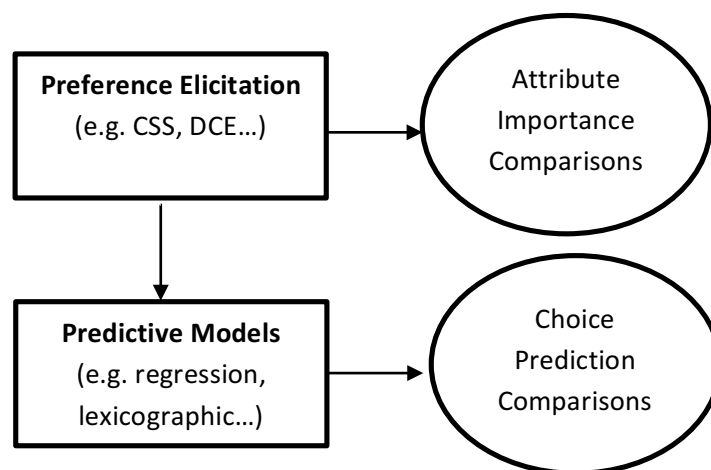 Preference Elicitation
(e.g. CSS, DCE…)
Attribute
Importance
Comparisons
Predictive Models
(e.g. regression,
lexicographic…)
Choice
Prediction
Comparisons